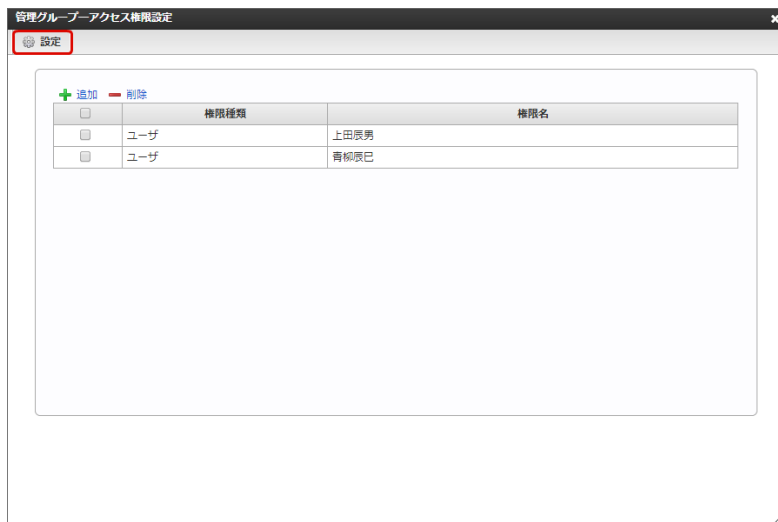 管理グループーアクセス権限設定
設定
追加 削除
権限種類 権限名
ユーザ 上田辰男
ユーザ 青柳辰巳